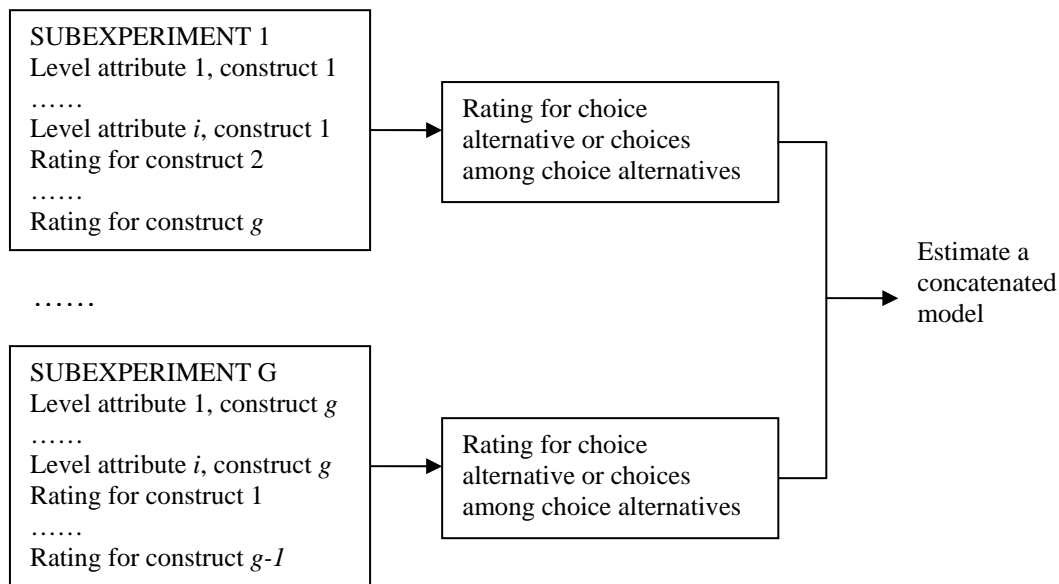 SUBEXPERIMENT 1
Level attribute 1, construct 1
……
Level attribute i, construct 1
Rating for construct 2
……
Rating for construct g
Rating for choice
alternative or choices
among choice alternatives
……
SUBEXPERIMENT G
Level attribute 1, construct g
……
Level attribute i, construct g
Rating for construct 1
……
Rating for construct g-1
Rating for choice
alternative or choices
among choice alternatives
Estimate a
concatenated
model